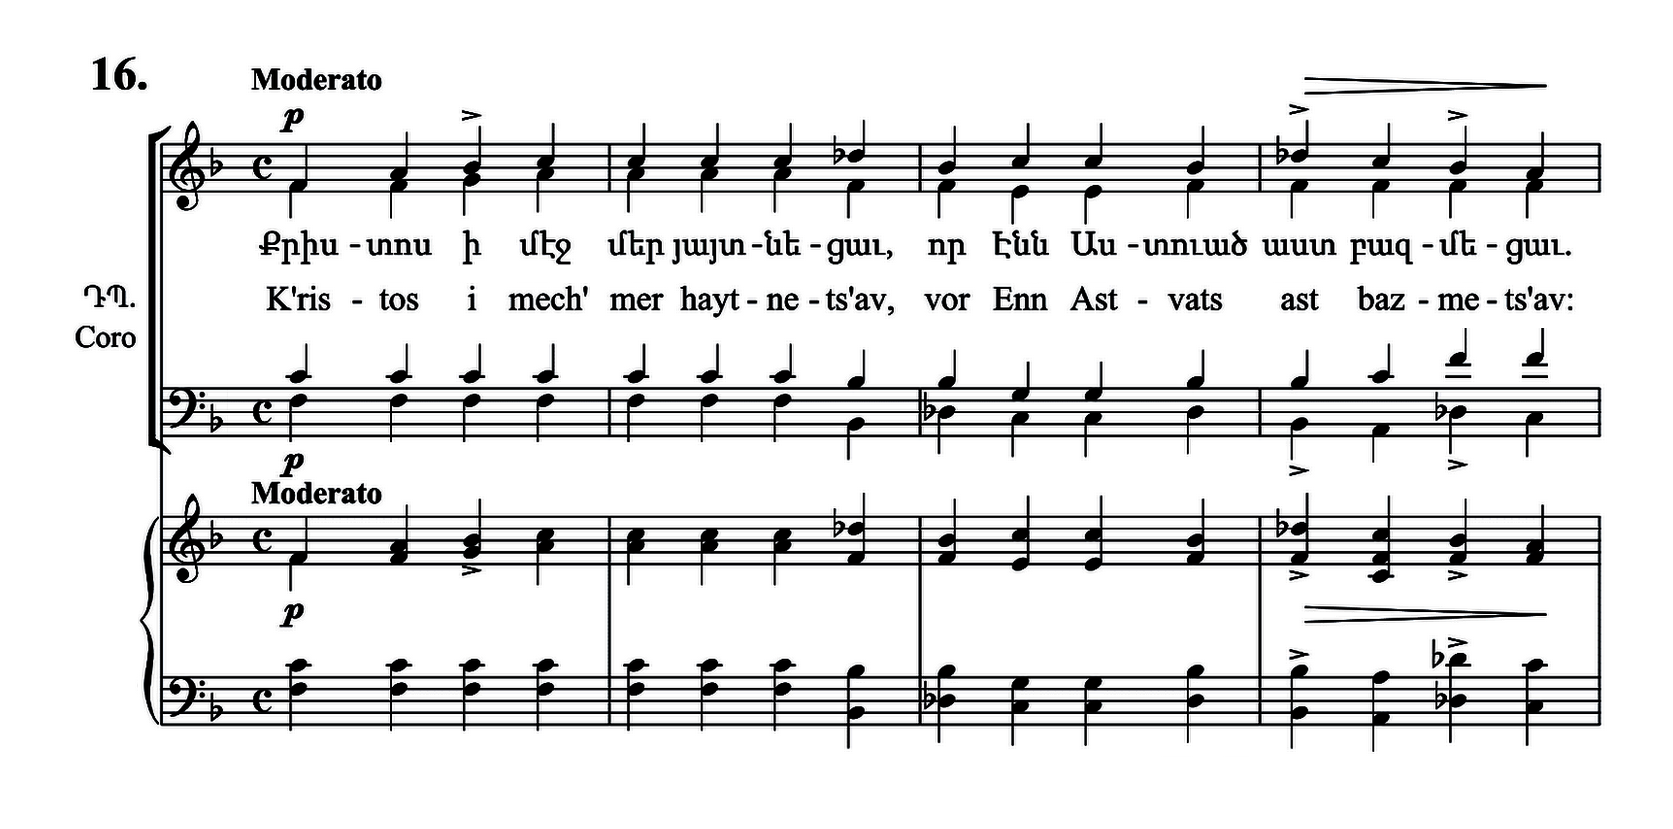 16.
Moderato
p
Քրիս - տոս ի մէջ մեր յայտ - նե - ցաւ, որ Էնն Աս - տուած աստ բազ - մե - ցաւ.
ԴՊ.
K'ris - tos i mech' mer hayt - ne - ts'av, vor Enn Ast - vats ast baz - me - ts'av:
Coro
p
Moderato
p